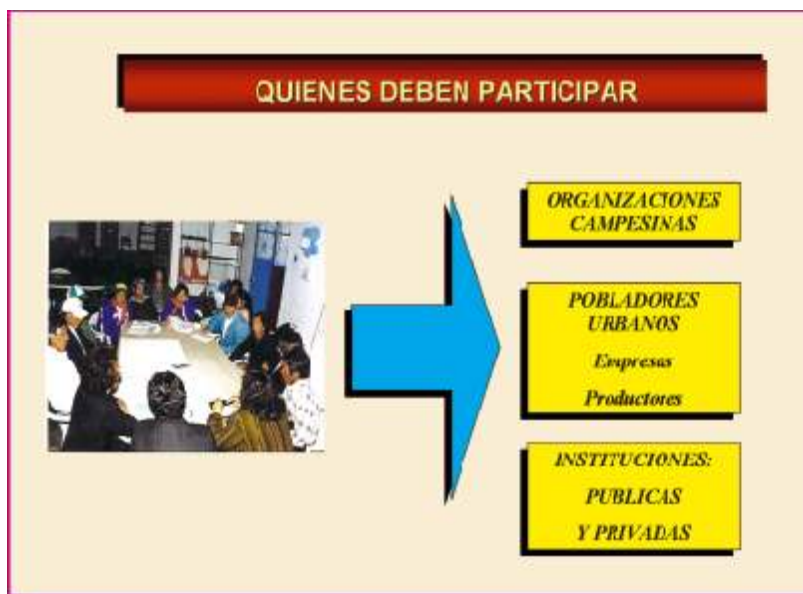 QUIENES DEBEN PARTICIPAR
ORGANIZACIONES
CAMPESINAS
POBLADORES
URBANOS
Empresas
Productores
INSTITUCIONES:
PUBLICAS
Y PRIVADAS